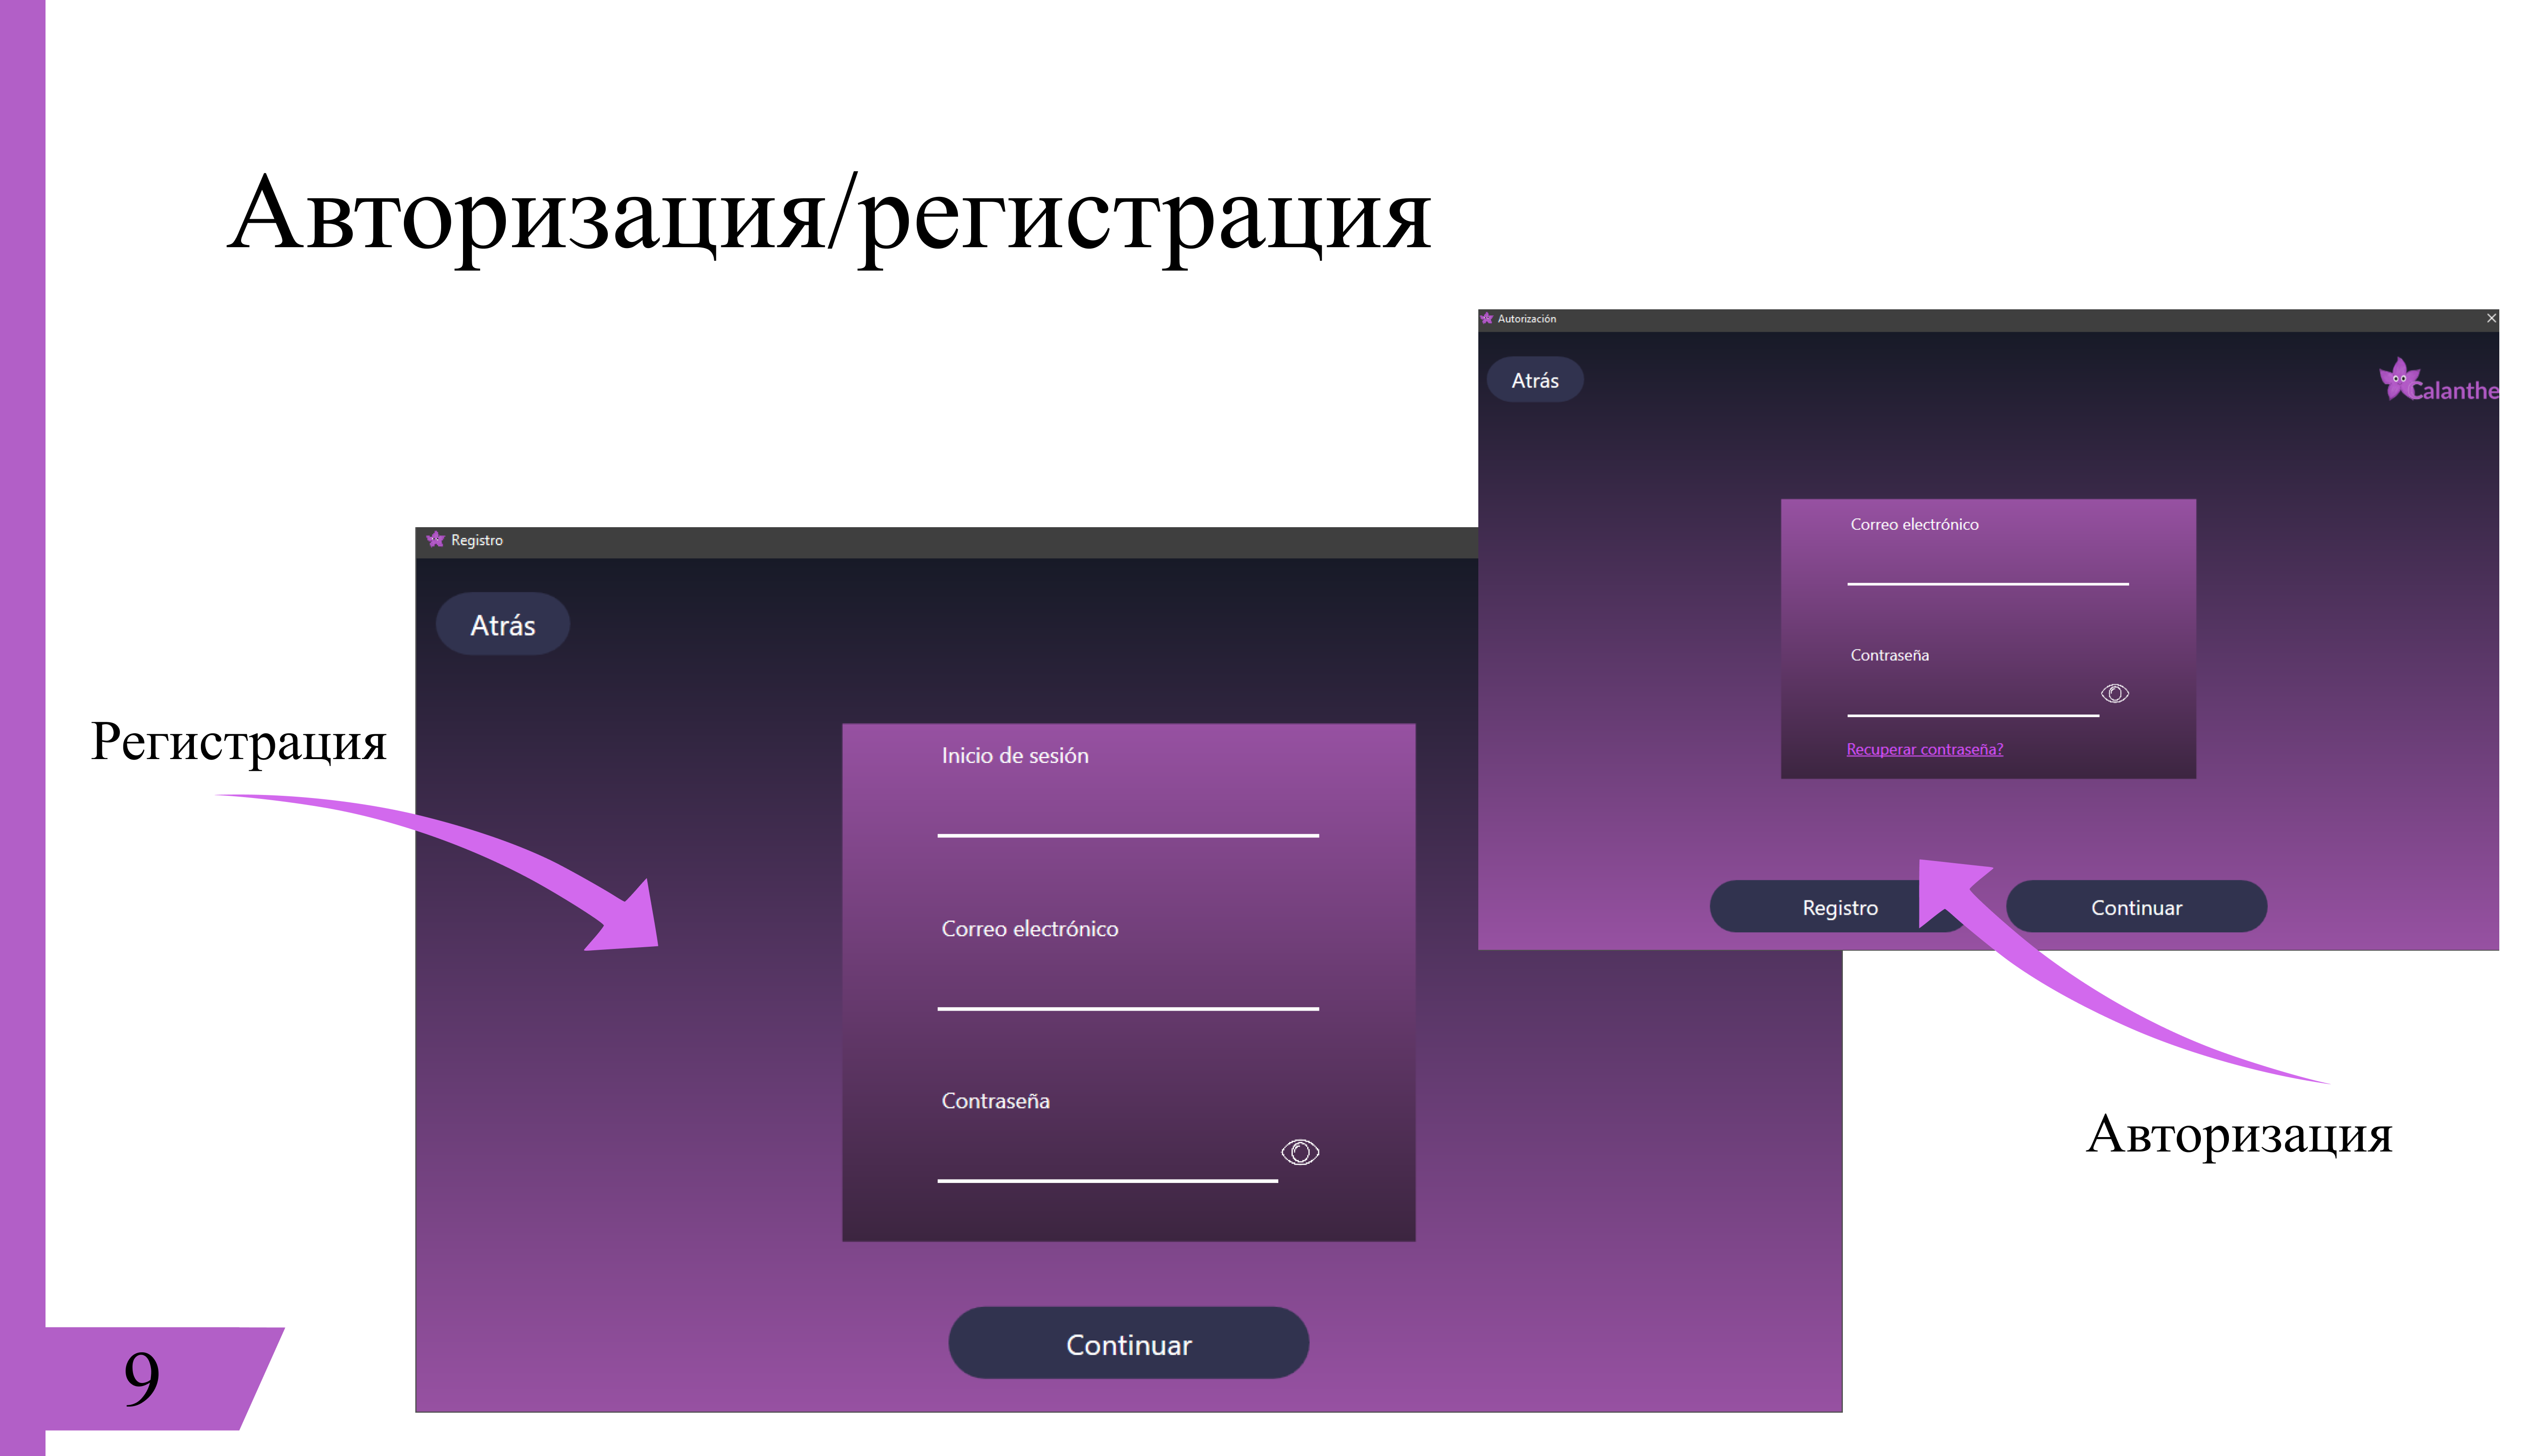 Авторизация/регистрация
Autorización
Atrás
Calanthe
Correo electrónico
Contraseña
Recuperar contraseña?
Registro
Continuar
Авторизация
Регистрация
Registro
Atrás
Inicio de sesión
Correo electrónico
Contraseña
Continuar
9